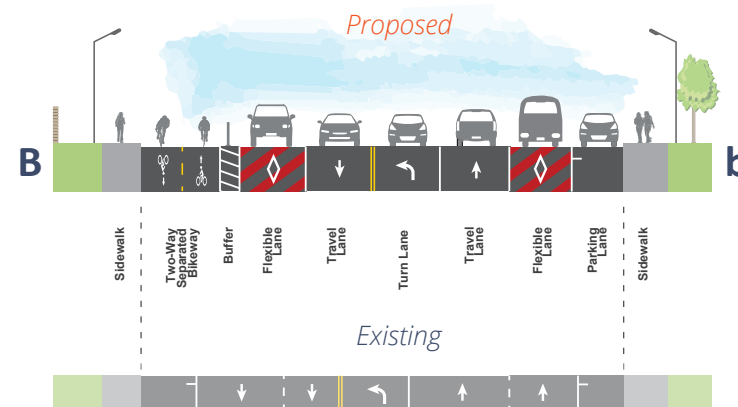 Proposed
B
b
Sidewalk
Two-Way
Separated
Bikeway
Buffer
Flexible
Lane
Travel
Lane
Turn Lane
Travel
Lane
Flexible
Lane
Parking
Lane
Sidewalk
Existing